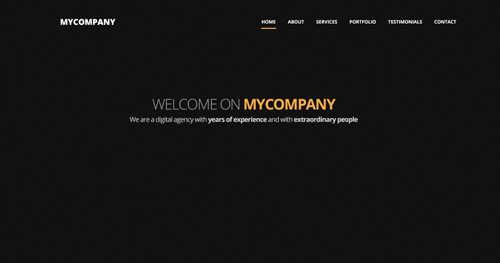 MYCOMPANY
HOME ABOUT SERVICES PORTFOLIO TESTIMONIALS CONTACT
WELCOME ON MYCOMPANY
We are a digital agency with years of experience and with extraordinary people